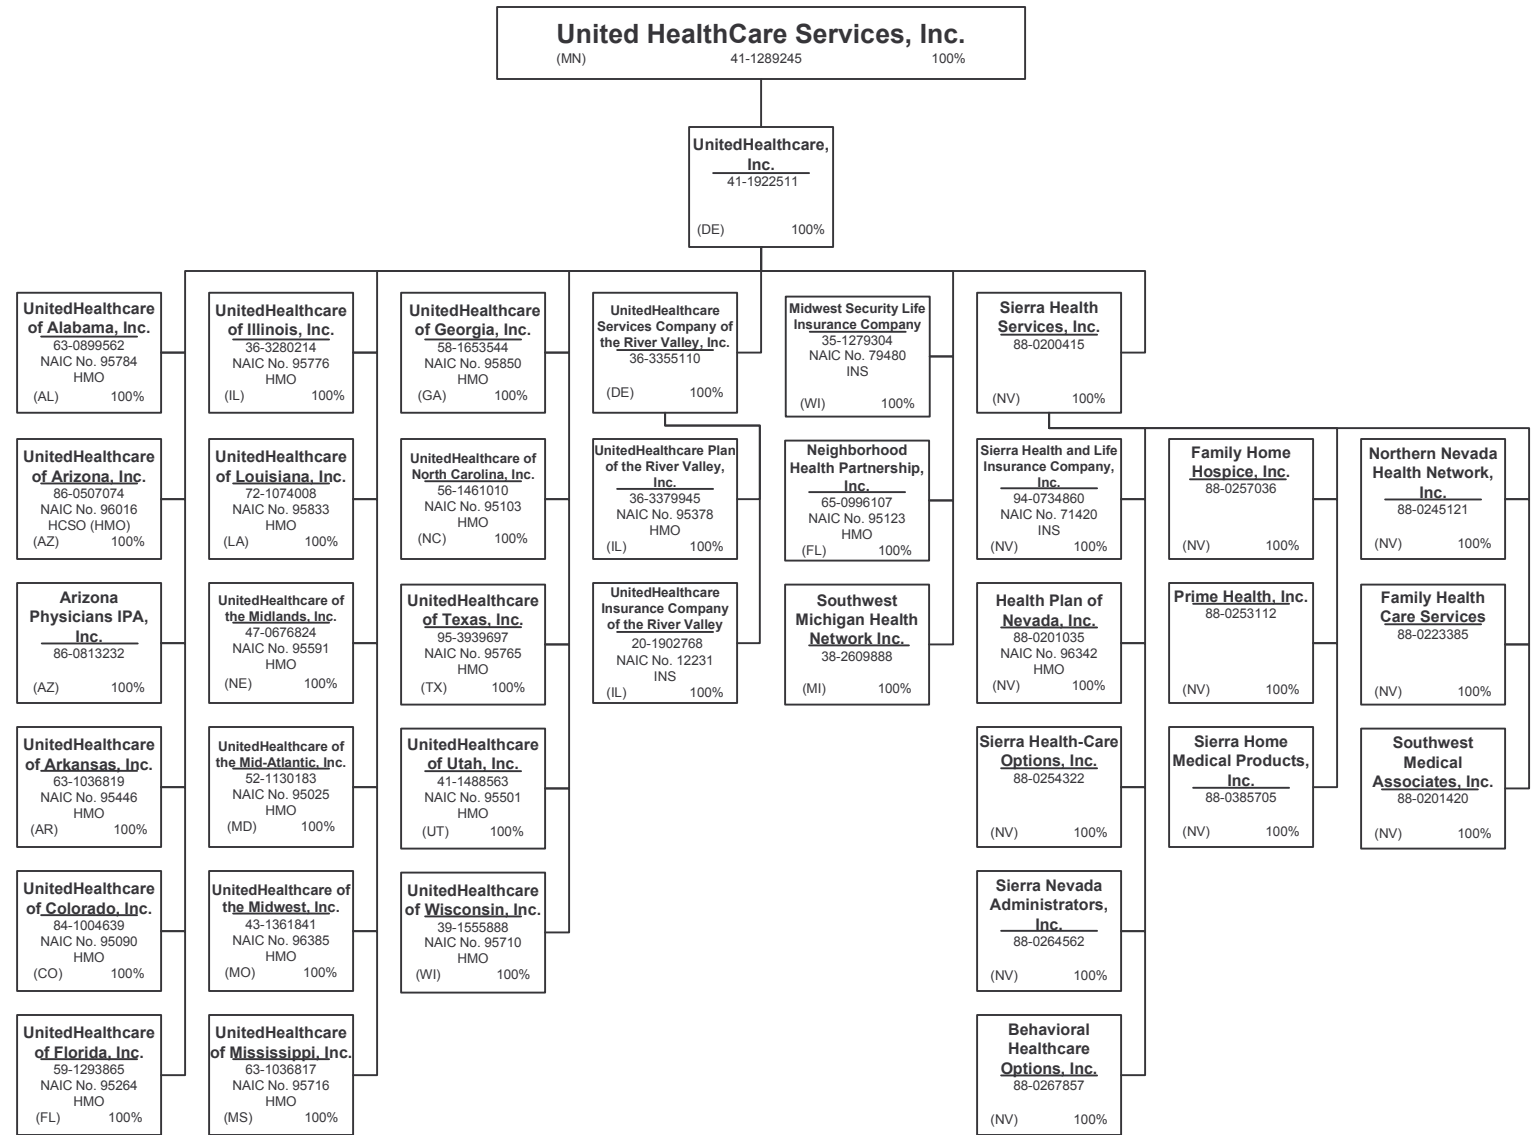 United HealthCare Services, Inc.
(MN) 41-1289245 100%
UnitedHealthcare,
Inc.
41-1922511
(DE) 100%
UnitedHealthcare
of Alabama, Inc.
63-0899562
NAIC No. 95784
HMO
(AL) 100%
UnitedHealthcare
of Illinois, Inc.
36-3280214
NAIC No. 95776
HMO
(IL) 100%
UnitedHealthcare
of Georgia, Inc.
58-1653544
NAIC No. 95850
HMO
(GA) 100%
UnitedHealthcare
Services Company of
the River Valley, Inc.
36-3355110
(DE) 100%
Midwest Security Life
Insurance Company
35-1279304
NAIC No. 79480
INS
(WI) 100%
Sierra Health
Services, Inc.
88-0200415
(NV) 100%
UnitedHealthcare
of Arizona, Inc.
86-0507074
NAIC No. 96016
HCSO (HMO)
(AZ) 100%
UnitedHealthcare
of Louisiana, Inc.
72-1074008
NAIC No. 95833
HMO
(LA) 100%
UnitedHealthcare of
North Carolina, Inc.
56-1461010
NAIC No. 95103
HMO
(NC) 100%
UnitedHealthcare Plan
of the River Valley,
Inc.
36-3379945
NAIC No. 95378
HMO
(IL) 100%
Neighborhood
Health Partnership,
Inc.
65-0996107
NAIC No. 95123
HMO
(FL) 100%
Sierra Health and Life
Insurance Company,
Inc.
94-0734860
NAIC No. 71420
INS
(NV) 100%
Family Home
Hospice, Inc.
88-0257036
(NV) 100%
Northern Nevada
Health Network,
Inc.
88-0245121
(NV) 100%
Arizona
Physicians IPA,
Inc.
86-0813232
(AZ) 100%
UnitedHealthcare of
the Midlands, Inc.
47-0676824
NAIC No. 95591
HMO
(NE) 100%
UnitedHealthcare
of Texas, Inc.
95-3939697
NAIC No. 95765
HMO
(TX) 100%
UnitedHealthcare
Insurance Company
of the River Valley
20-1902768
NAIC No. 12231
INS
(IL) 100%
Southwest
Michigan Health
Network Inc.
38-2609888
(MI) 100%
Health Plan of
Nevada, Inc.
88-0201035
NAIC No. 96342
HMO
(NV) 100%
Prime Health, Inc.
88-0253112
(NV) 100%
Family Health
Care Services
88-0223385
(NV) 100%
UnitedHealthcare
of Arkansas, Inc.
63-1036819
NAIC No. 95446
HMO
(AR) 100%
UnitedHealthcare of
the Mid-Atlantic, Inc.
52-1130183
NAIC No. 95025
HMO
(MD) 100%
UnitedHealthcare
of Utah, Inc.
41-1488563
NAIC No. 95501
HMO
(UT) 100%
Sierra Health-Care
Options, Inc.
88-0254322
(NV) 100%
Sierra Home
Medical Products,
Inc.
88-0385705
(NV) 100%
Southwest
Medical
Associates, Inc.
88-0201420
(NV) 100%
UnitedHealthcare
of Colorado, Inc.
84-1004639
NAIC No. 95090
HMO
(CO) 100%
UnitedHealthcare of
the Midwest, Inc.
43-1361841
NAIC No. 96385
HMO
(MO) 100%
UnitedHealthcare
of Wisconsin, Inc.
39-1555888
NAIC No. 95710
HMO
(WI) 100%
Sierra Nevada
Administrators,
Inc.
88-0264562
(NV) 100%
UnitedHealthcare
of Florida, Inc.
59-1293865
NAIC No. 95264
HMO
(FL) 100%
UnitedHealthcare
of Mississippi, Inc.
63-1036817
NAIC No. 95716
HMO
(MS) 100%
Behavioral
Healthcare
Options, Inc.
88-0267857
(NV) 100%